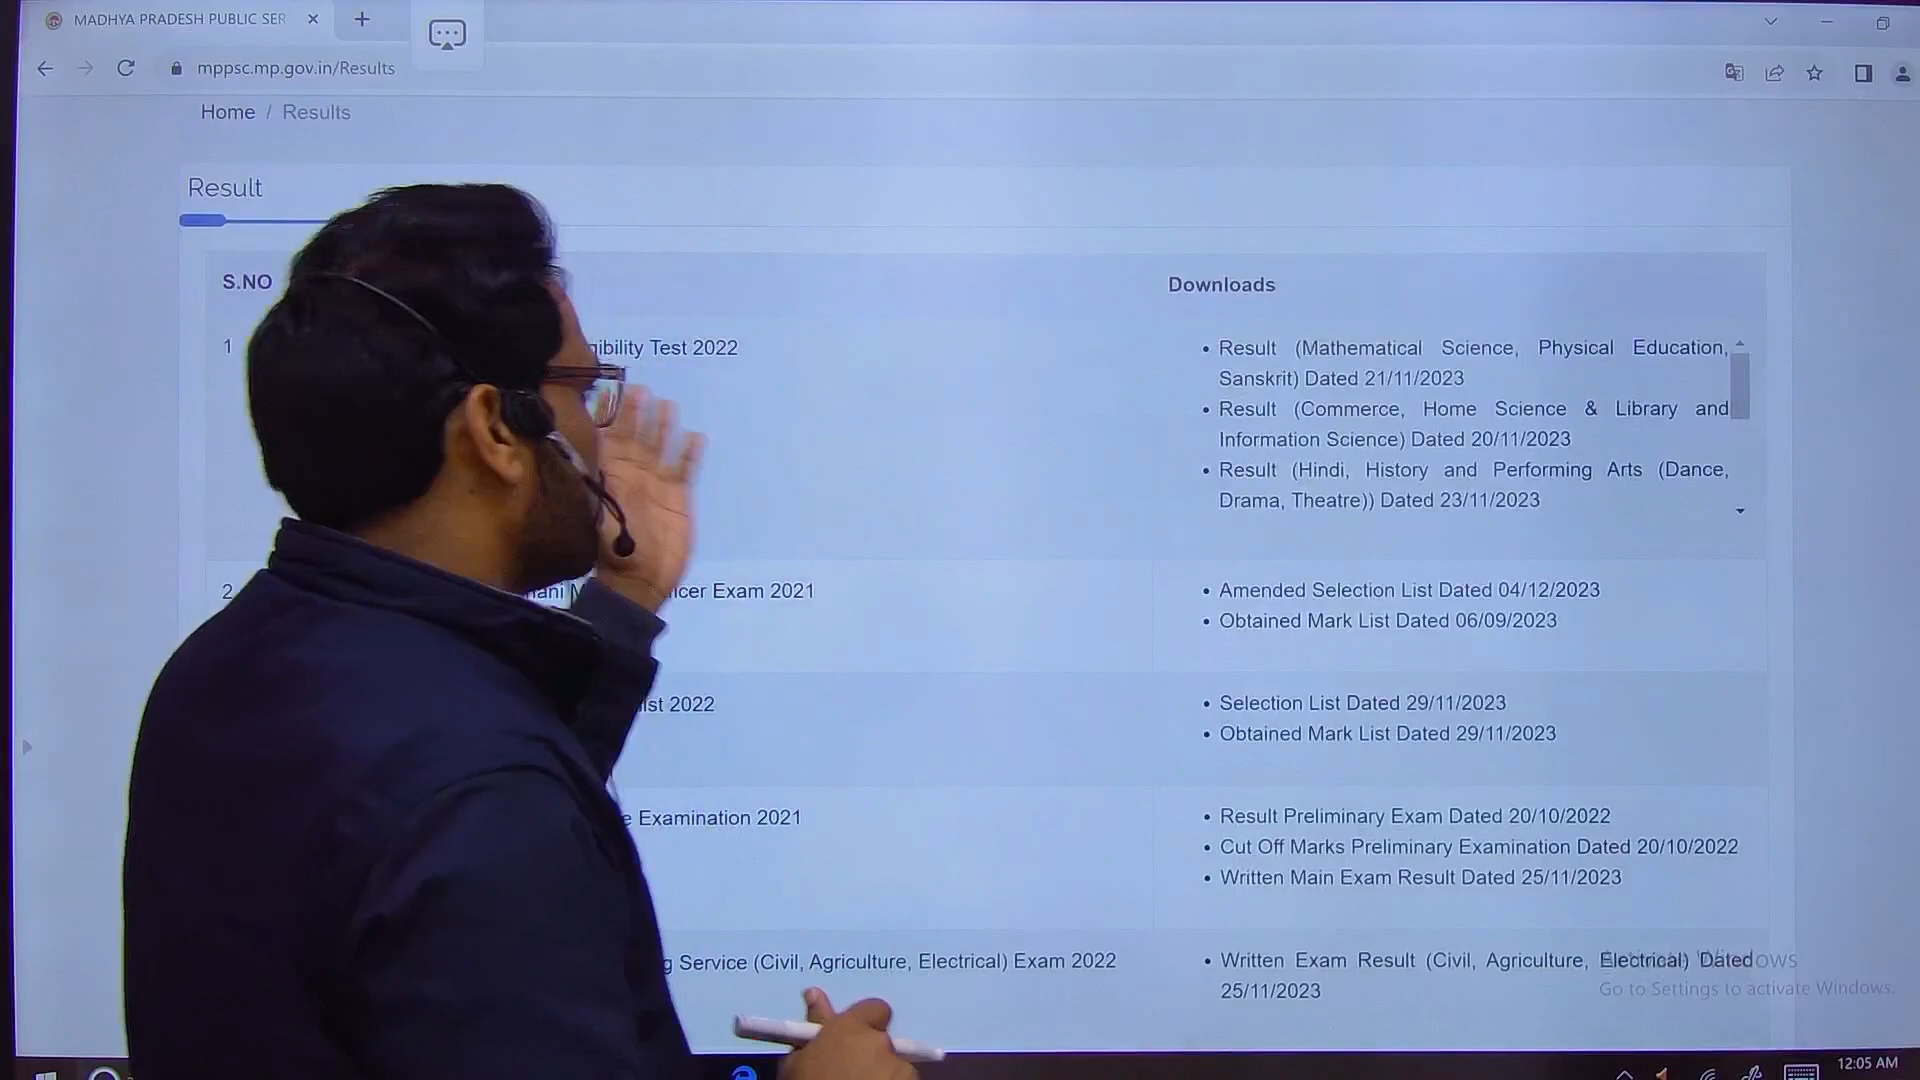 MADHYA PRADESH PUBLIC SER
mppsc.mp.gov.in/Results
Home / Results
Result
S.NO
Downloads
1
Test 2022
• Result (Mathematical Science, Physical Education,
Sanskrit) Dated 21/11/2023
• Result (Commerce, Home Science & Library and
Information Science) Dated 20/11/2023
• Result (Hindi, History and Performing Arts (Dance,
Drama, Theatre)) Dated 23/11/2023
2
Exam 2021
• Amended Selection List Dated 04/12/2023
• Obtained Mark List Dated 06/09/2023
2022
• Selection List Dated 29/11/2023
• Obtained Mark List Dated 29/11/2023
Examination 2021
• Result Preliminary Exam Dated 20/10/2022
• Cut Off Marks Preliminary Examination Dated 20/10/2022
• Written Main Exam Result Dated 25/11/2023
Service (Civil, Agriculture, Electrical) Exam 2022
• Written Exam Result (Civil, Agriculture, Electrical) Dated
25/11/2023
Activate Windows
Go to Settings to activate Windows.
12:05 AM